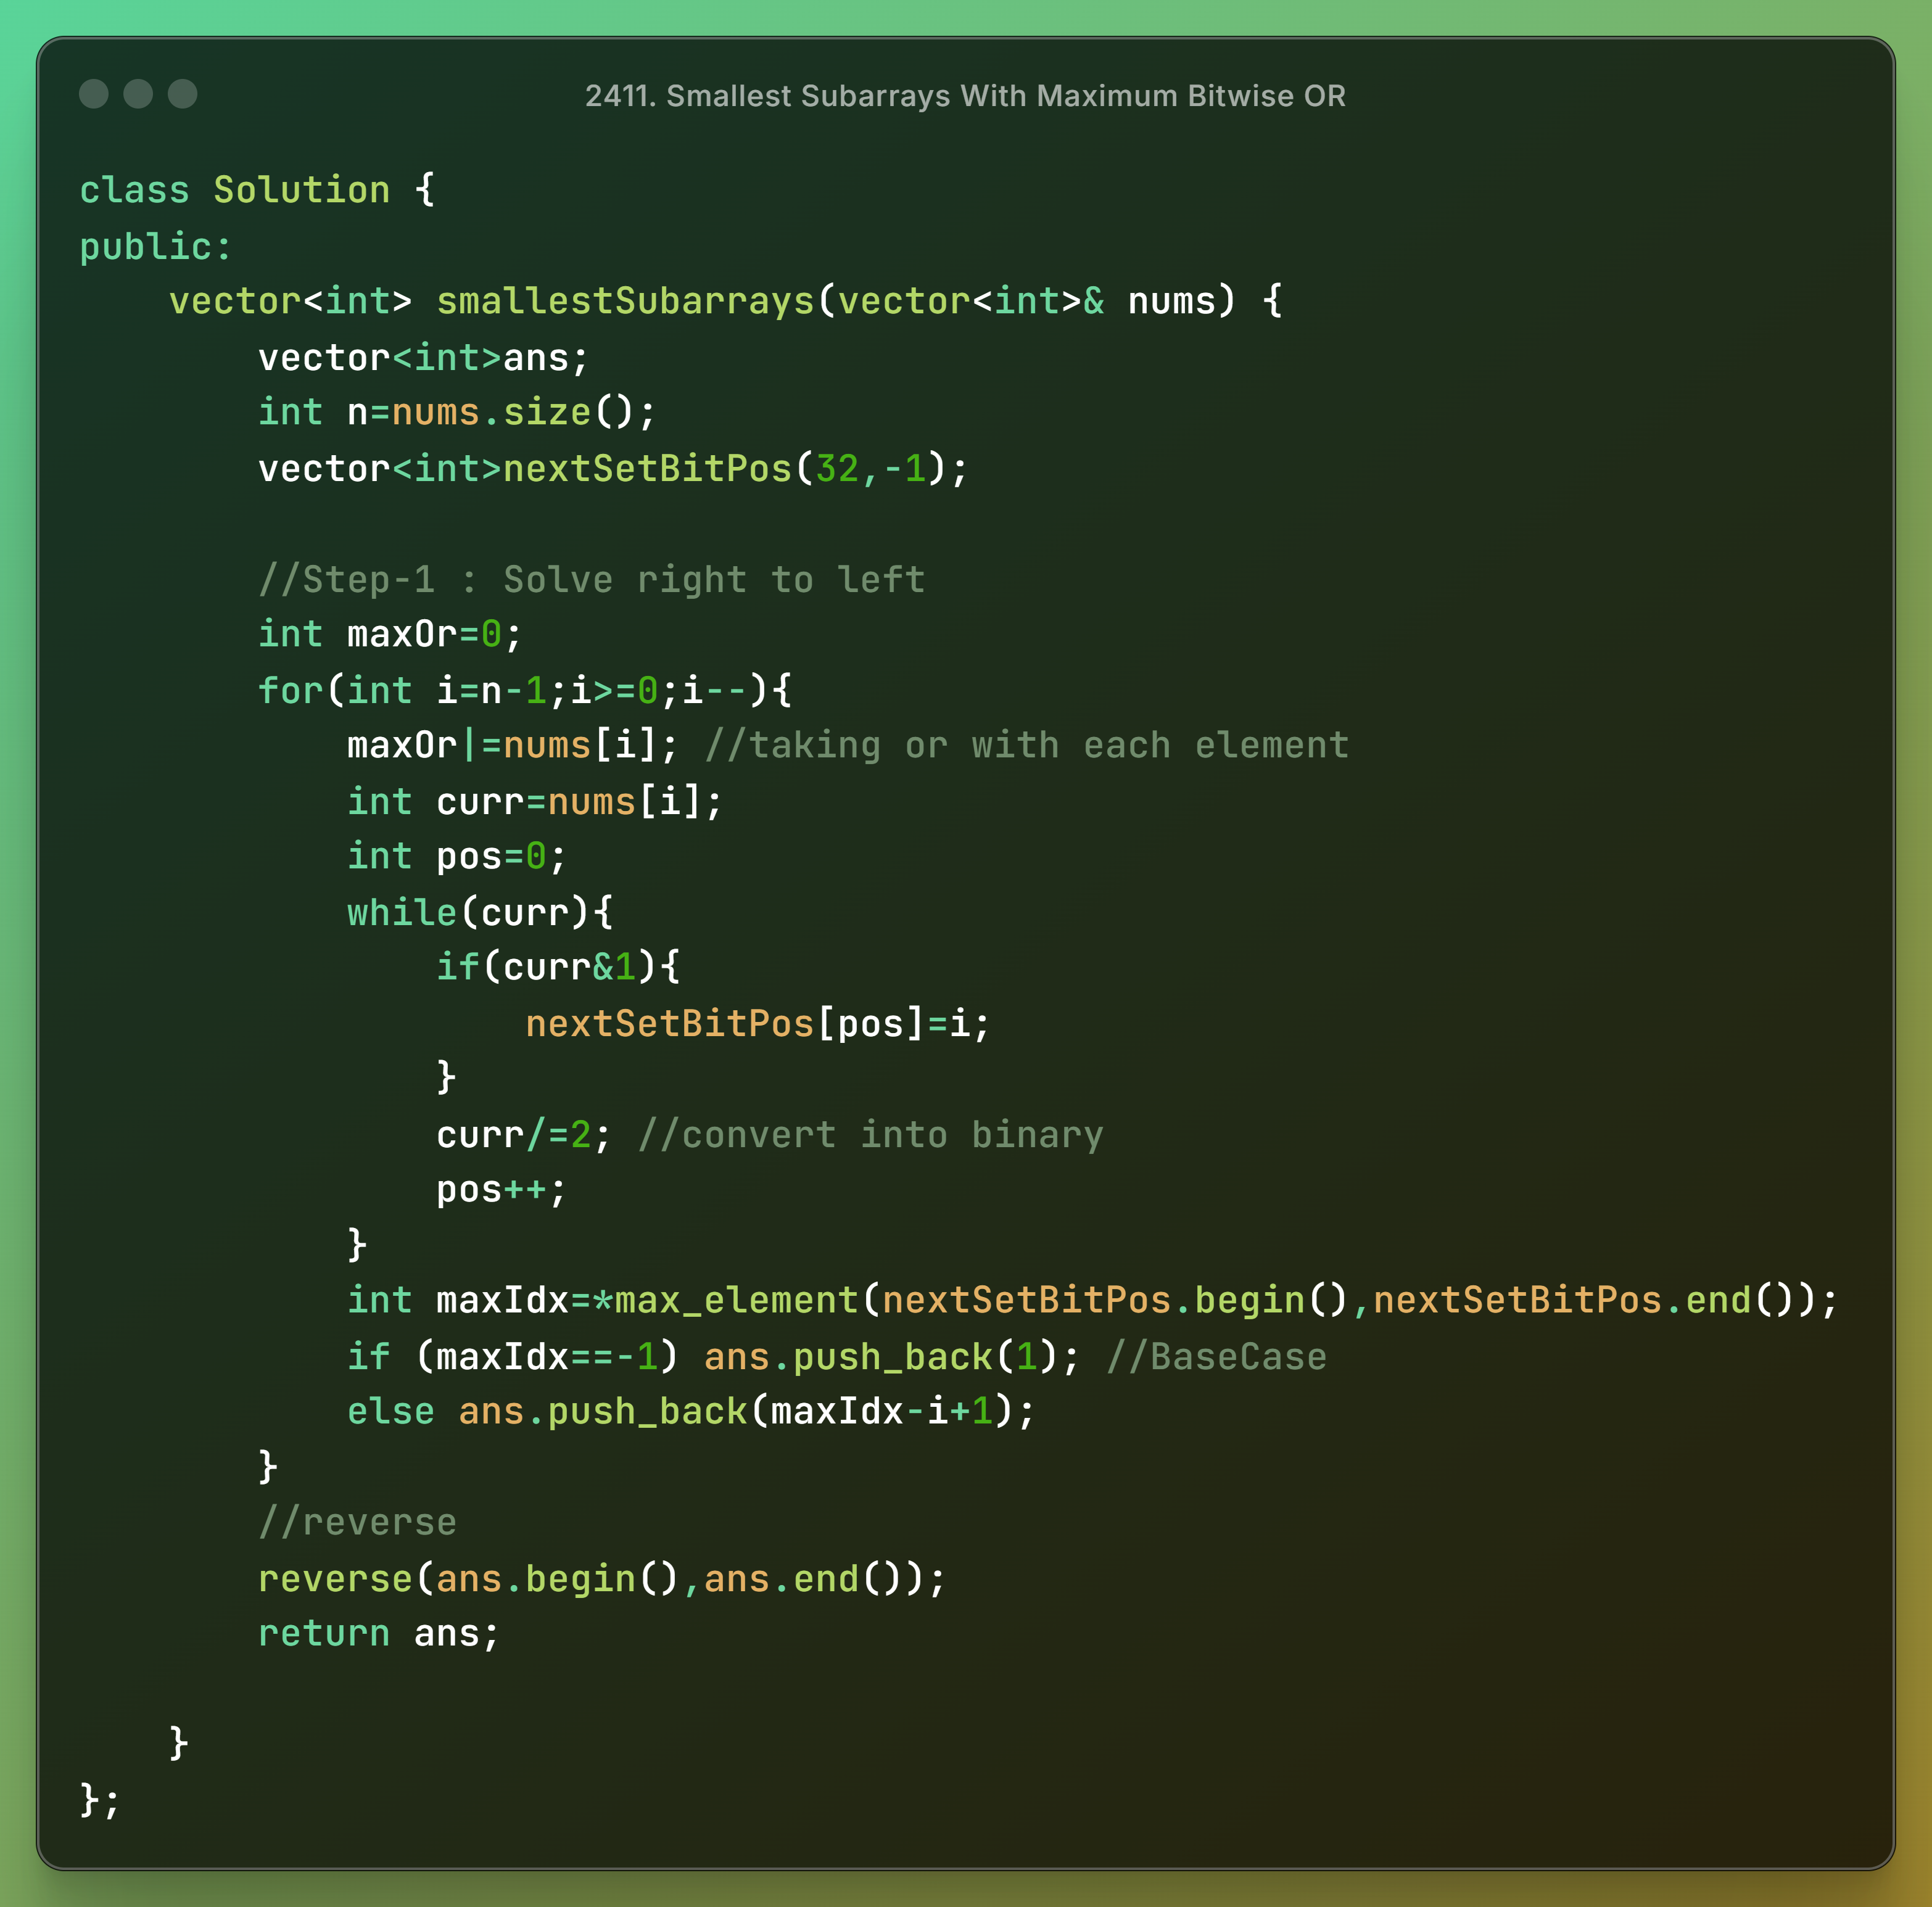 2411. Smallest Subarrays With Maximum Bitwise OR
class Solution {
public:
    vector<int> smallestSubarrays(vector<int>& nums) {
        vector<int>ans;
        int n=nums.size();
        vector<int>nextSetBitPos(32,-1);

        //Step-1 : Solve right to left
        int maxOr=0;
        for(int i=n-1;i>=0;i--){
            maxOr|=nums[i]; //taking or with each element
            int curr=nums[i];
            int pos=0;
            while(curr){
                if(curr&1){
                    nextSetBitPos[pos]=i;
                }
                curr/=2; //convert into binary
                pos++;
            }
            int maxIdx=*max_element(nextSetBitPos.begin(),nextSetBitPos.end());
            if (maxIdx==-1) ans.push_back(1); //BaseCase
            else ans.push_back(maxIdx-i+1);
        }
        //reverse
        reverse(ans.begin(),ans.end());
        return ans;

    }
};